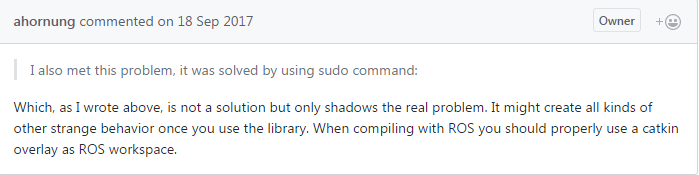 ahornung commented on 18 Sep 2017 Owner +
I also met this problem, it was solved by using sudo command:
Which, as I wrote above, is not a solution but only shadows the real problem. It might create all kinds of
other strange behavior once you use the library. When compiling with ROS you should properly use a catkin
overlay as ROS workspace.